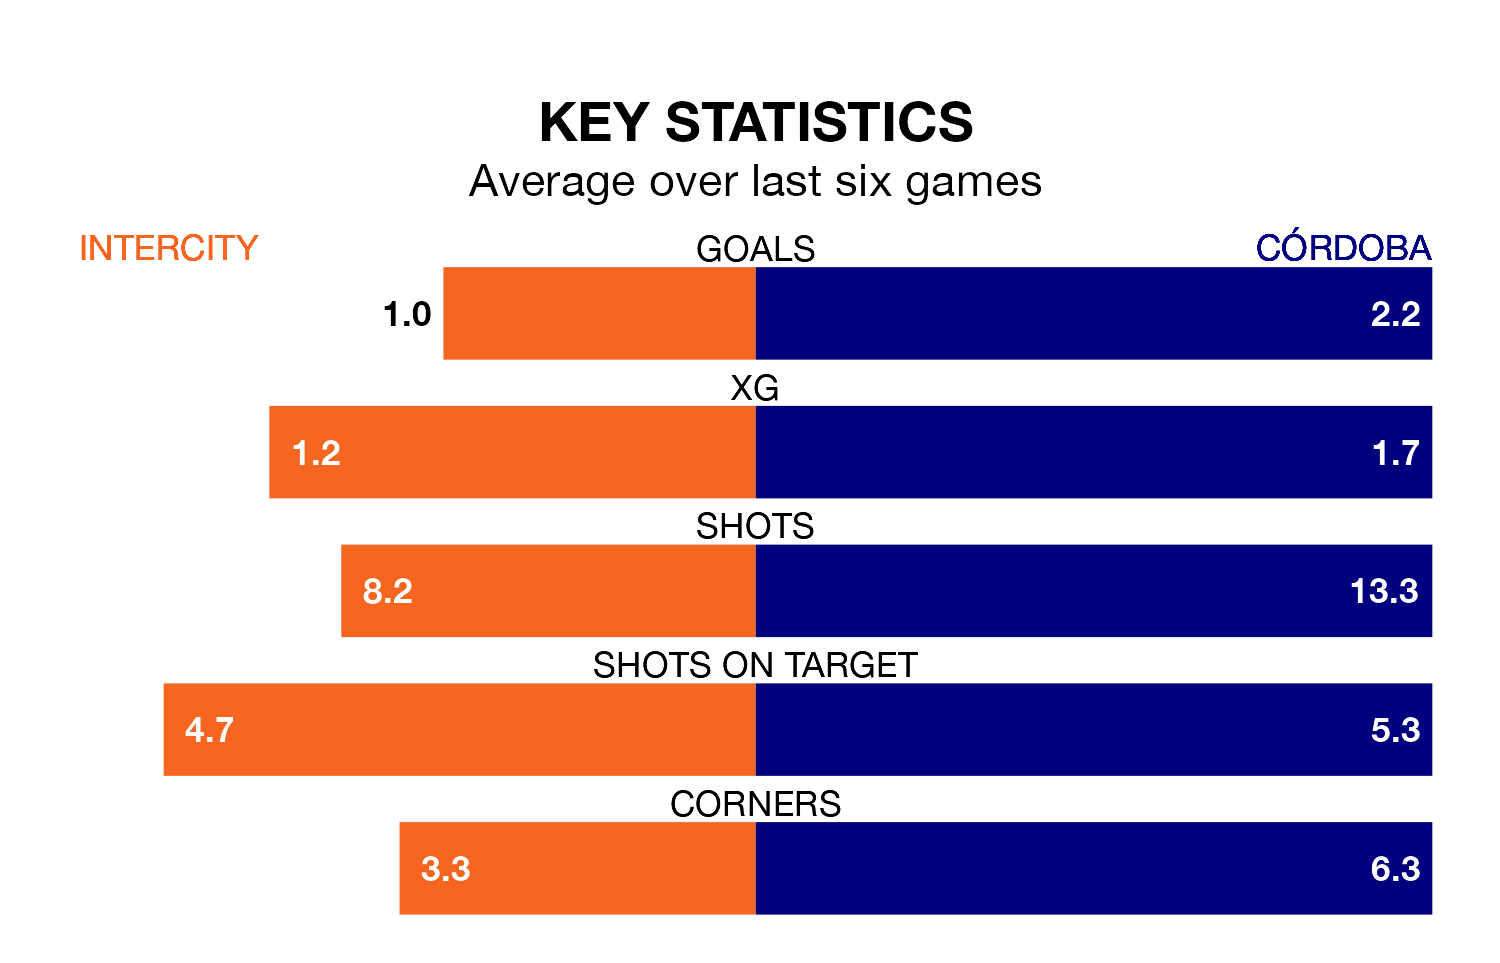 KEY STATISTICS
Average over last six games
INTERCITY GOALS CÓRDOBA
1.0 2.2
XG
1.2 1.7
SHOTS
8.2 13.3
SHOTS ON TARGET
4.7 5.3
CORNERS
3.3 6.3